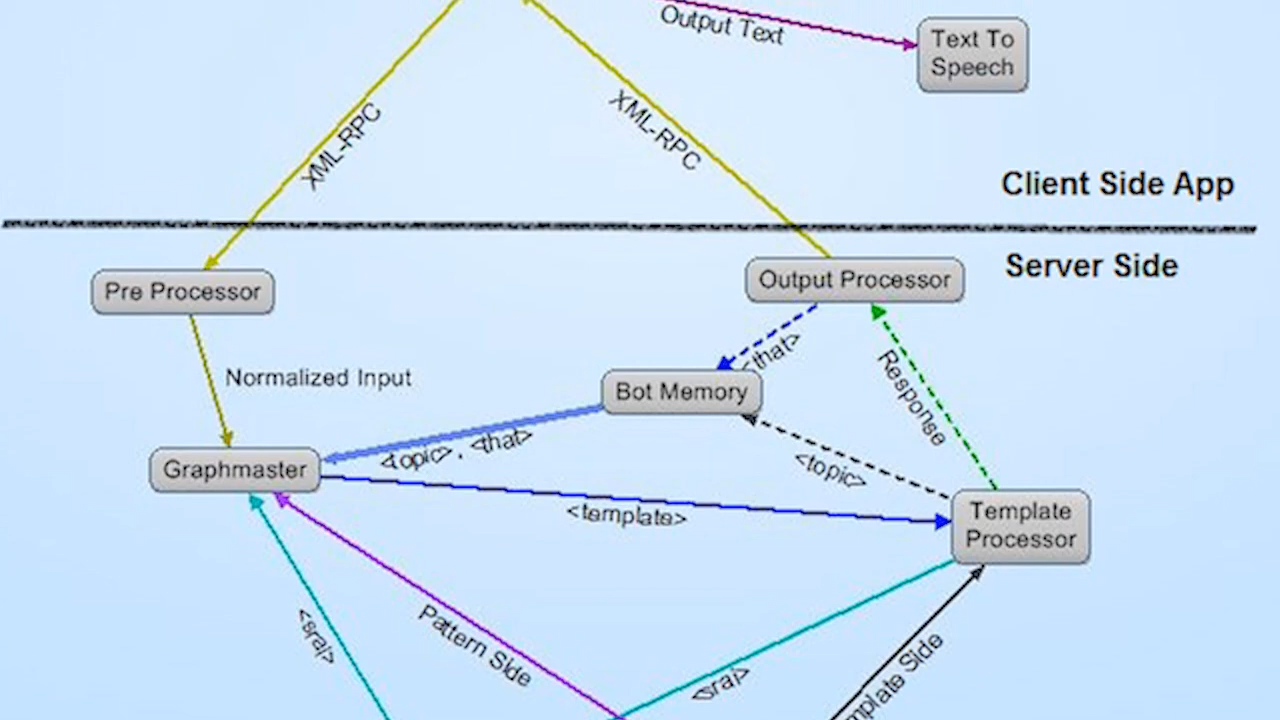 Output Text
Text To
Speech
XML-RPC
XML-RPC
Client Side App
Server Side
Pre Processor
Output Processor
<that>
Normalized Input
Bot Memory
Response
<topic>, <that>
Graphmaster
<topic>
<template>
Template
Processor
<srai>
Pattern Side
<srai>
mplate Side